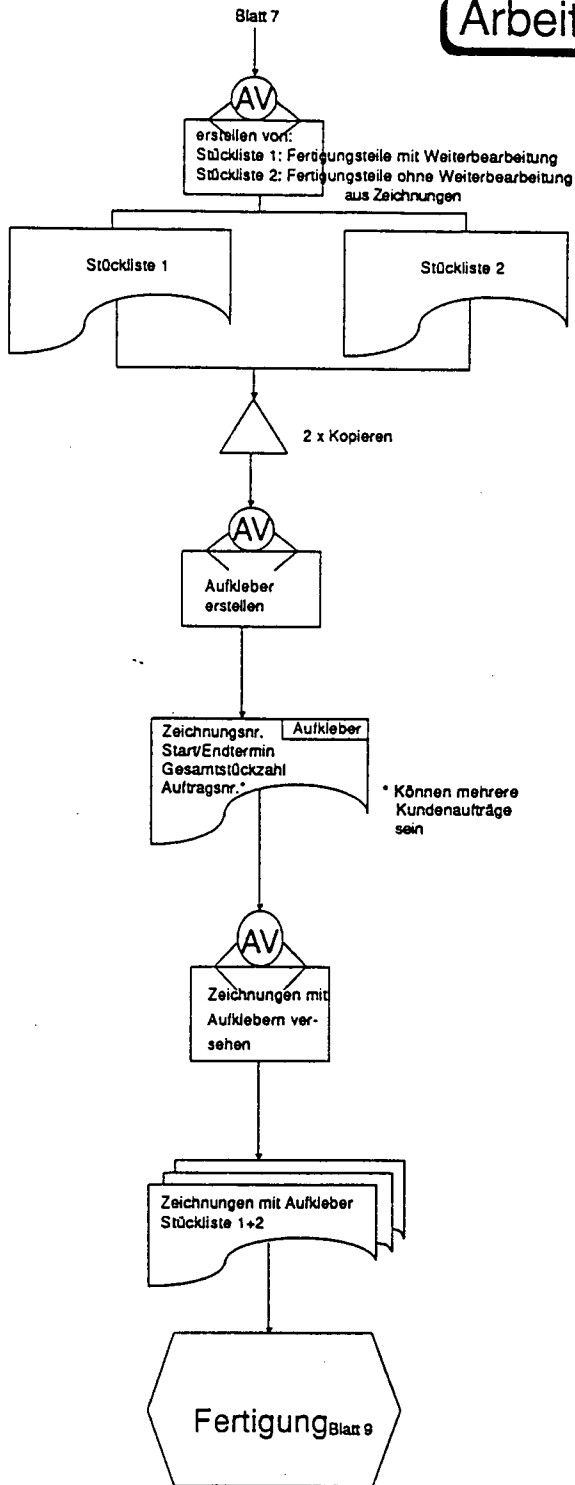 Blatt 7
Arbeit
AV
erstellen von:
Stückliste 1: Fertigungsteile mit Weiterbearbeitung
Stückliste 2: Fertigungsteile ohne Weiterbearbeitung
aus Zeichnungen
Stückliste 1
Stückliste 2
2 x Kopieren
AV
Aufkleber
erstellen
Zeichnungsnr. Aufkleber
Start/Endtermin
Gesamtstückzahl
Auftragsnr.*
* Können mehrere
Kundenaufträge
sein
AV
Zeichnungen mit
Aufklebern ver-
sehen
Zeichnungen mit Aufkleber
Stückliste 1+2
Fertigung Blatt 9